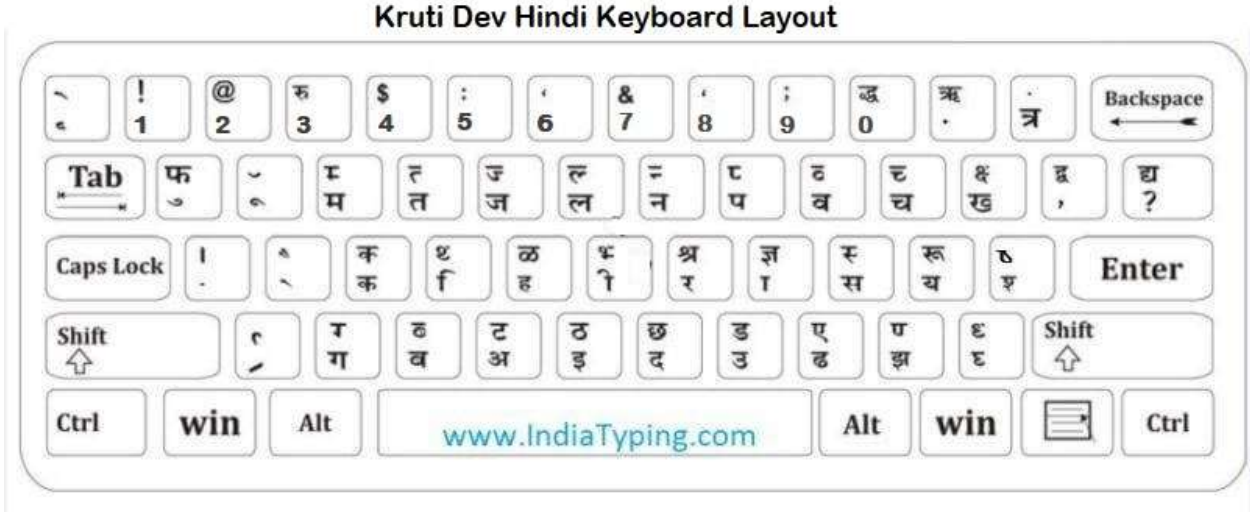 Kruti Dev Hindi Keyboard Layout
! @ रु $ : ‘ & ‘ ; द्ध ऋ . Backspace
1 2 3 4 5 6 7 8 9 0 . त्र
Tab फ म् त् ज् ल् न् प् व् च् क्ष् द्व द्य
ु म त ज ल न प व च ख , ?
Caps Lock । क ळ श्र ज्ञ स् रू Enter
. क ि ह ी र ा स य श्
Shift ग् ट ठ छ ड ए Shift
ग अ इ द उ ढ झ
Ctrl win Alt www.IndiaTyping.com Alt win Ctrl